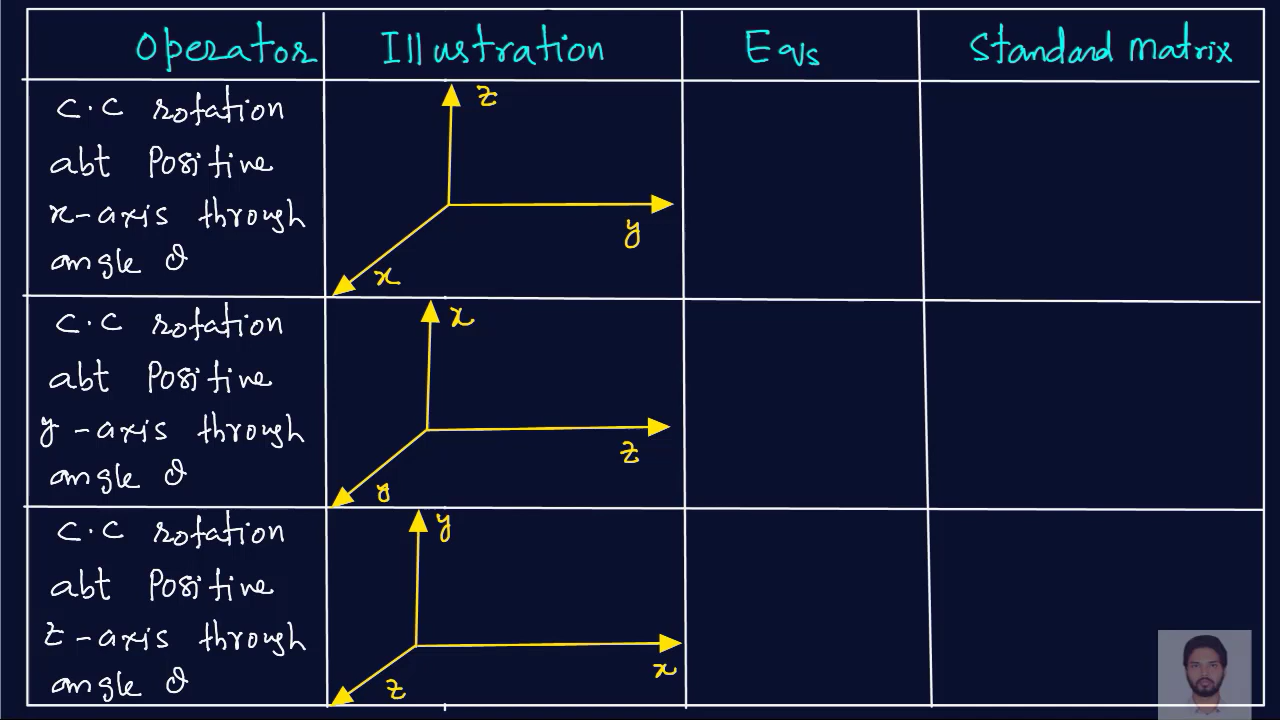 Operator Illustration Eqs Standard Matrix
C.C rotation
abt Positive
x-axis through
angle θ
z
y
x
C.C rotation
abt Positive
y-axis through
angle θ
x
z
y
C.C rotation
abt Positive
z-axis through
angle θ
y
x
z